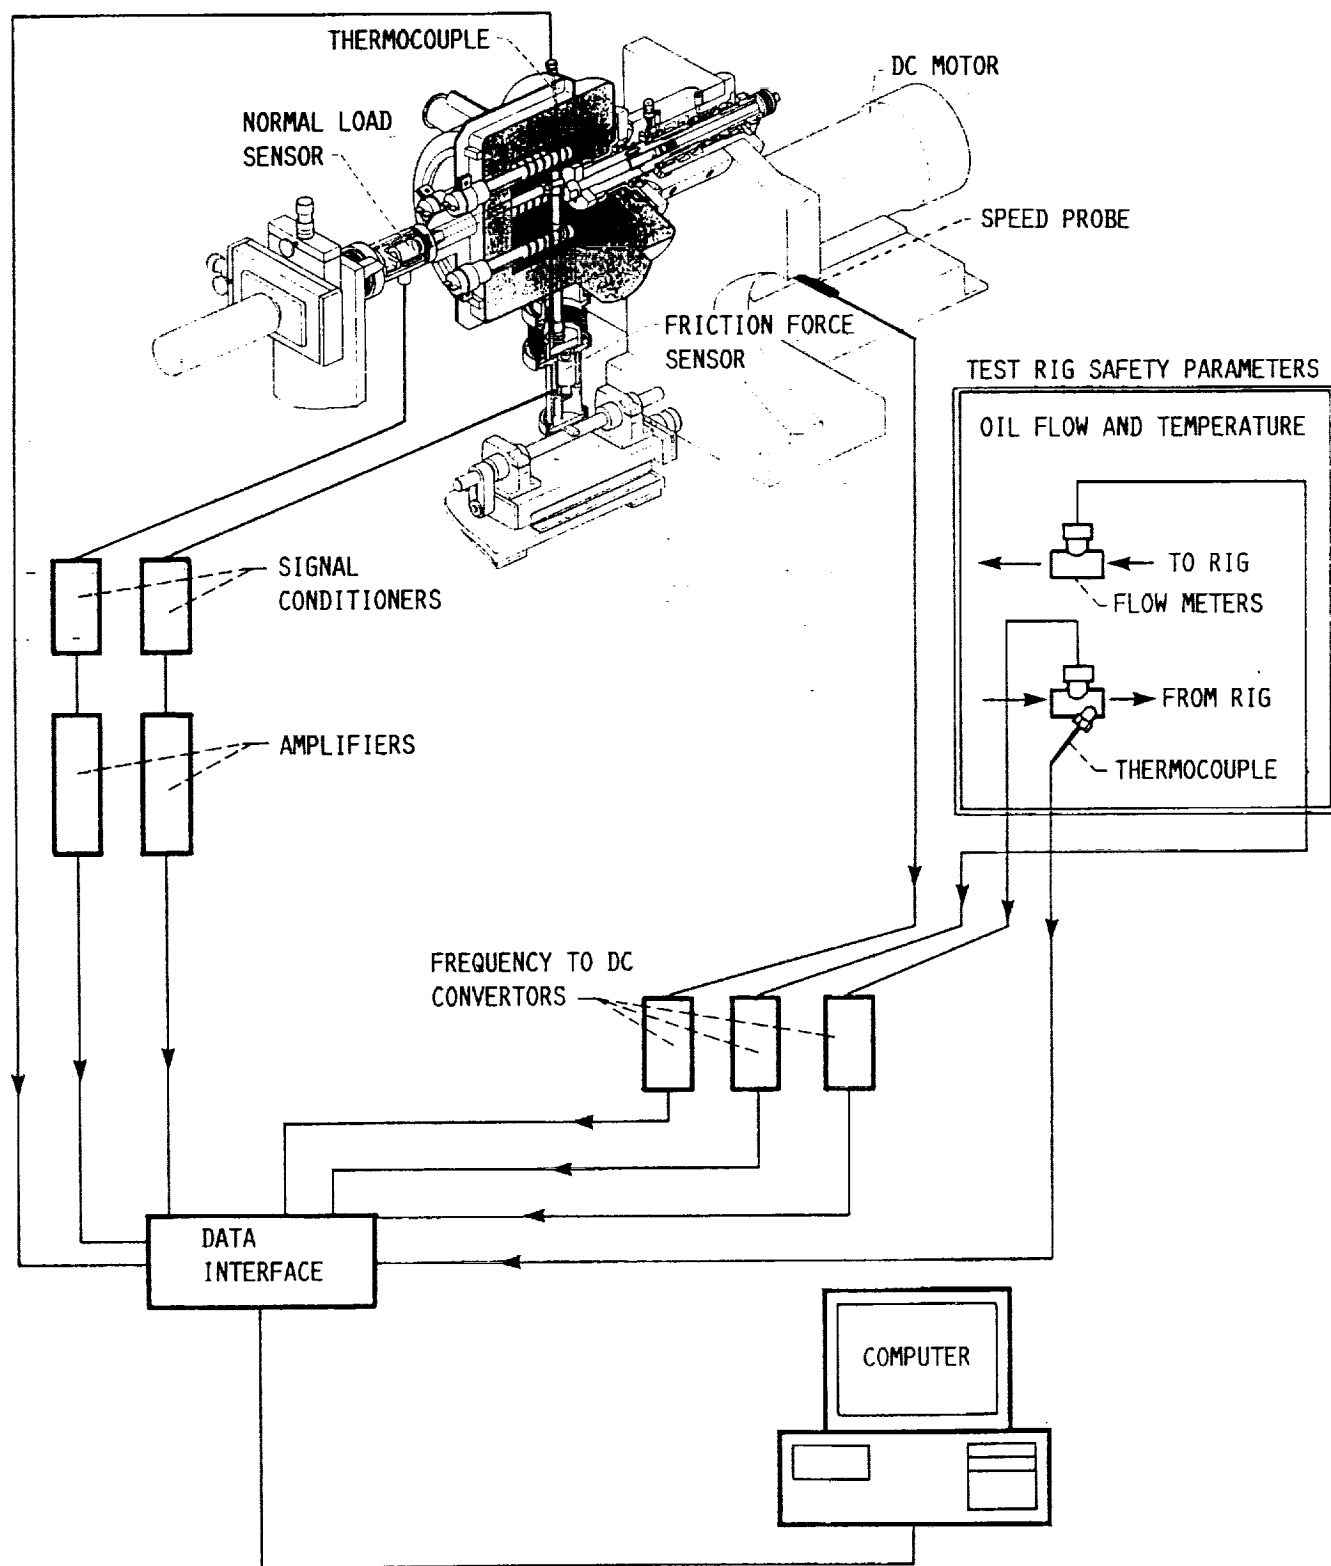 THERMOCOUPLE
DC MOTOR
NORMAL LOAD
SENSOR
SPEED PROBE
FRICTION FORCE
SENSOR
TEST RIG SAFETY PARAMETERS
OIL FLOW AND TEMPERATURE
TO RIG
FLOW METERS
FROM RIG
THERMOCOUPLE
SIGNAL
CONDITIONERS
AMPLIFIERS
FREQUENCY TO DC
CONVERTORS
DATA
INTERFACE
COMPUTER